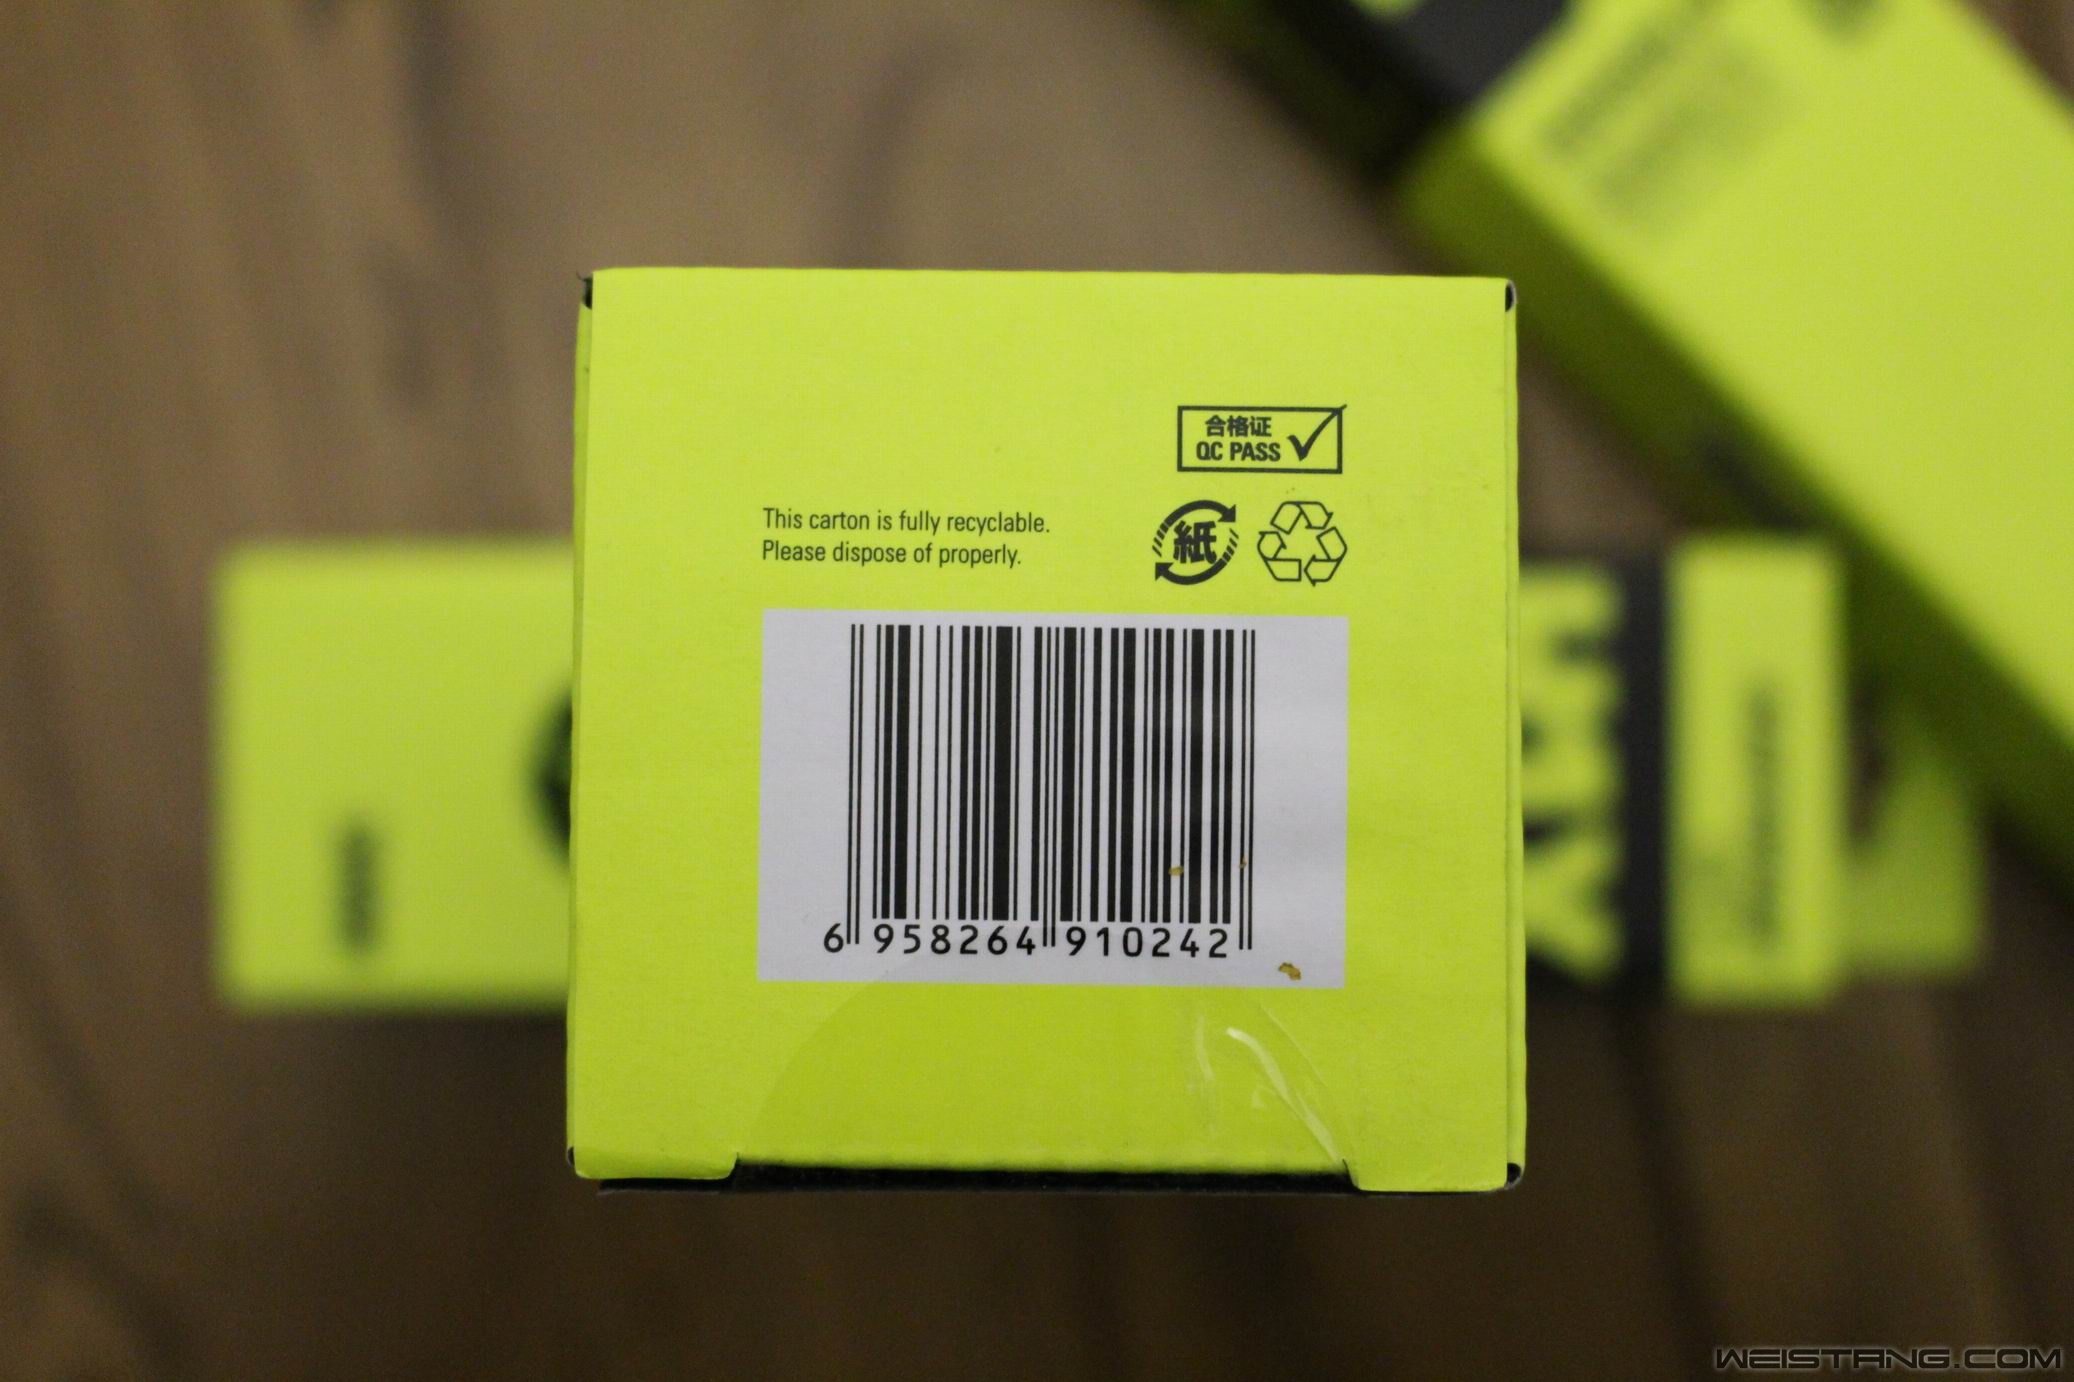 合格证
QC PASS
This carton is fully recyclable.
Please dispose of properly.
紙
6 958264 910242
WEISTANG.COM